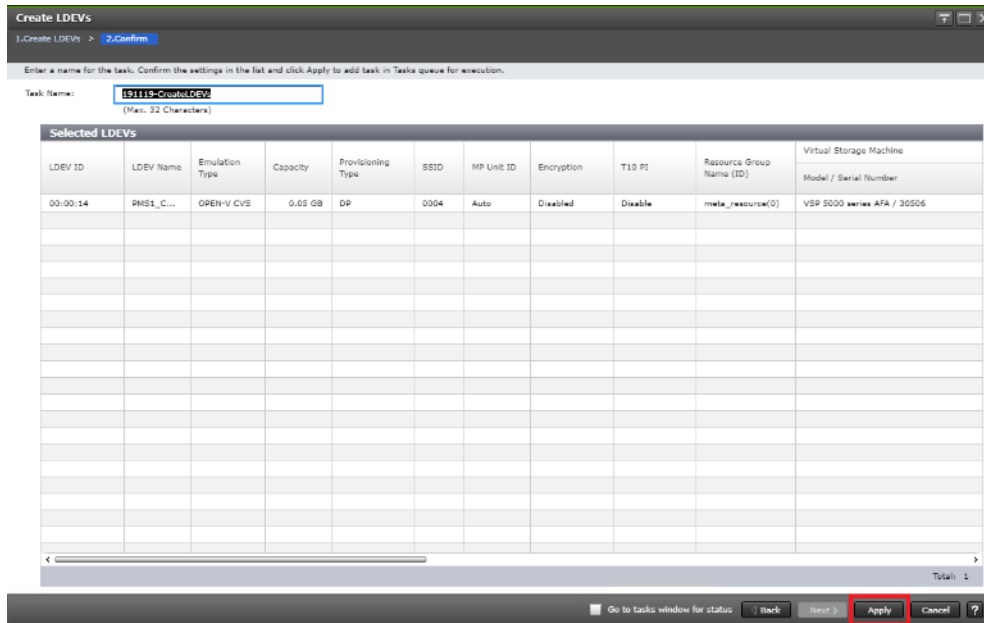 Create LDEVs
1.Create LDEVs > 2.Confirm
Enter a name for the task. Confirm the settings in the list and click Apply to add task in Tasks queue for execution.
Task Name: 191119-CreateLDEVs
(Max. 32 Characters)
Selected LDEVs
LDEV ID LDEV Name Emulation Type Capacity Provisioning Type SSID MP Unit ID Encryption T10 PI Resource Group Name (ID) Virtual Storage Machine
Model / Serial Number
00:00:14 PMS1_C... OPEN-V CVS 0.05 GB DP 0004 Auto Disabled Disable meta_resource(0) VSP 5000 series AFA / 30506
Total: 1
Go to tasks window for status Back Next Apply Cancel ?